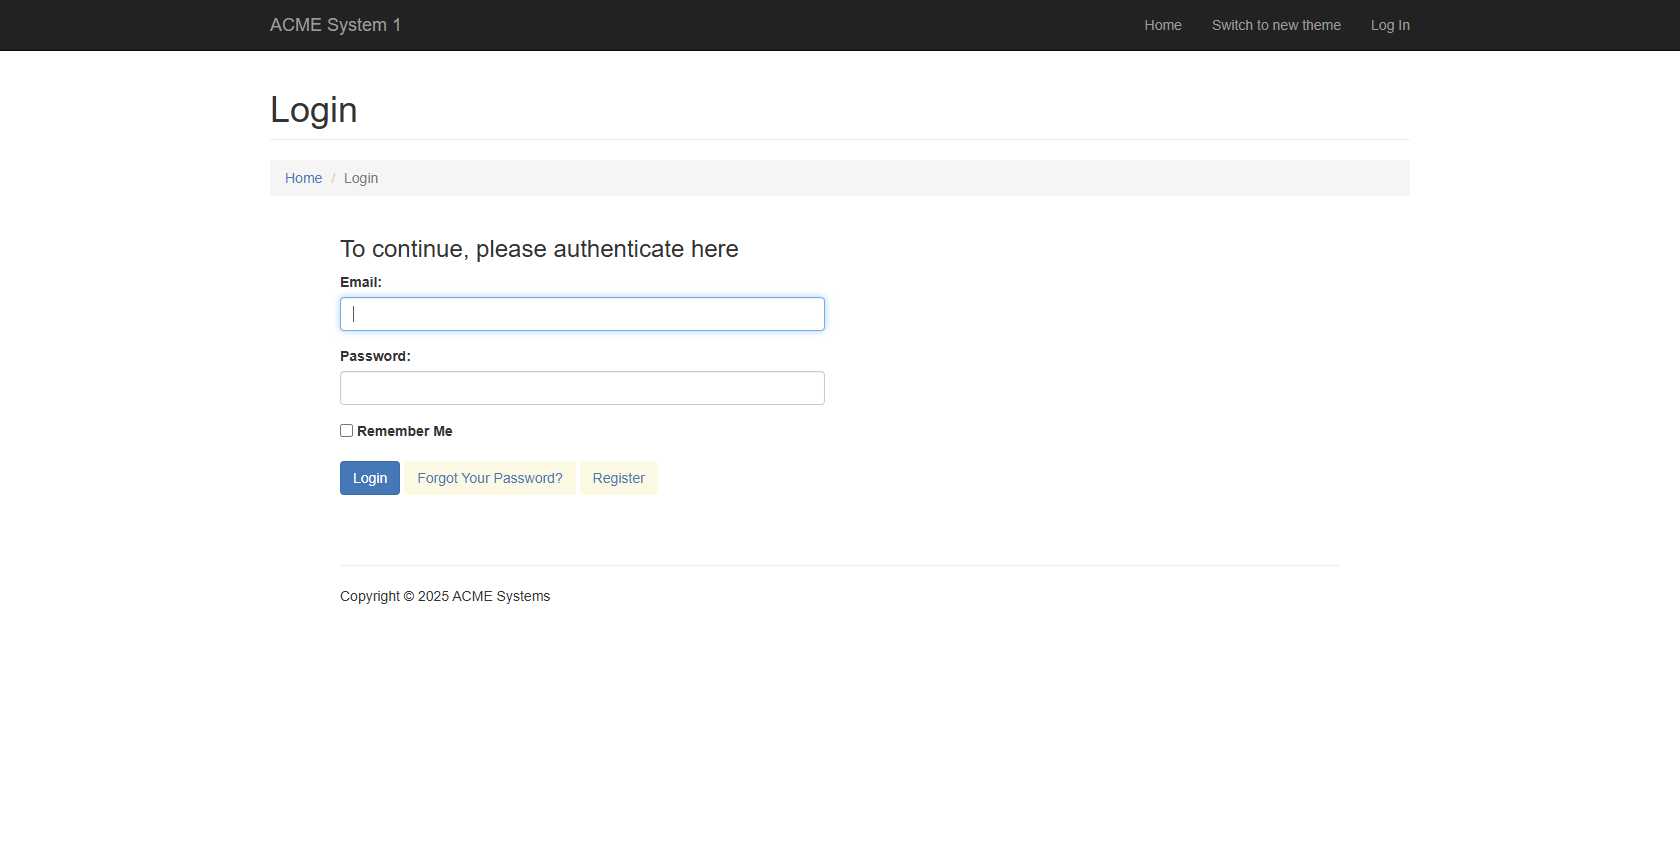 ACME System 1
Home
Switch to new theme
Log In
Login
Home / Login
To continue, please authenticate here
Email:
Password:
Remember Me
Login
Forgot Your Password?
Register
Copyright © 2025 ACME Systems